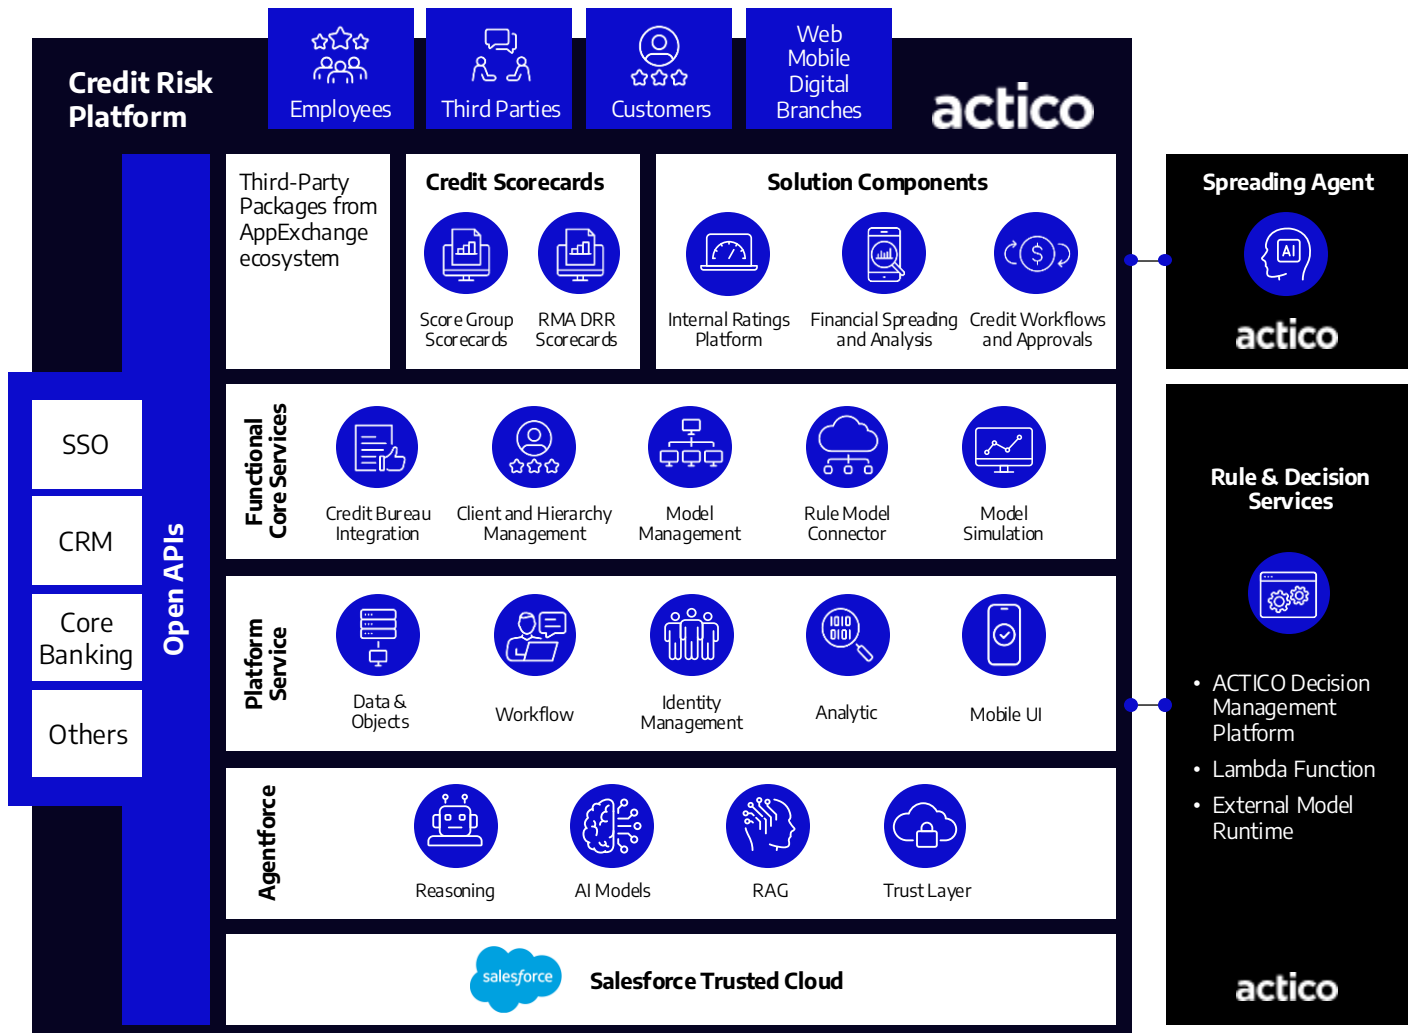 Credit Risk
Platform
Employees
Third Parties
Customers
Web
Mobile
Digital
Branches
actico
Third-Party
Packages from
AppExchange
ecosystem
Credit Scorecards
Score Group
Scorecards
RMA DRR
Scorecards
Solution Components
Internal Ratings
Platform
Financial Spreading
and Analysis
Credit Workflows
and Approvals
$
Spreading Agent
AI
actico
SSO
CRM
Core
Banking
Others
Open APIs
Functional
Core Services
Credit Bureau
Integration
Client and Hierarchy
Management
Model
Management
Rule Model
Connector
Model
Simulation
Platform
Service
Data &
Objects
Workflow
Identity
Management
1010
0101
Analytic
Mobile UI
Agentforce
Reasoning
AI Models
RAG
Trust Layer
salesforce
Salesforce Trusted Cloud
Rule & Decision
Services
• ACTICO Decision
Management
Platform
• Lambda Function
• External Model
Runtime
actico